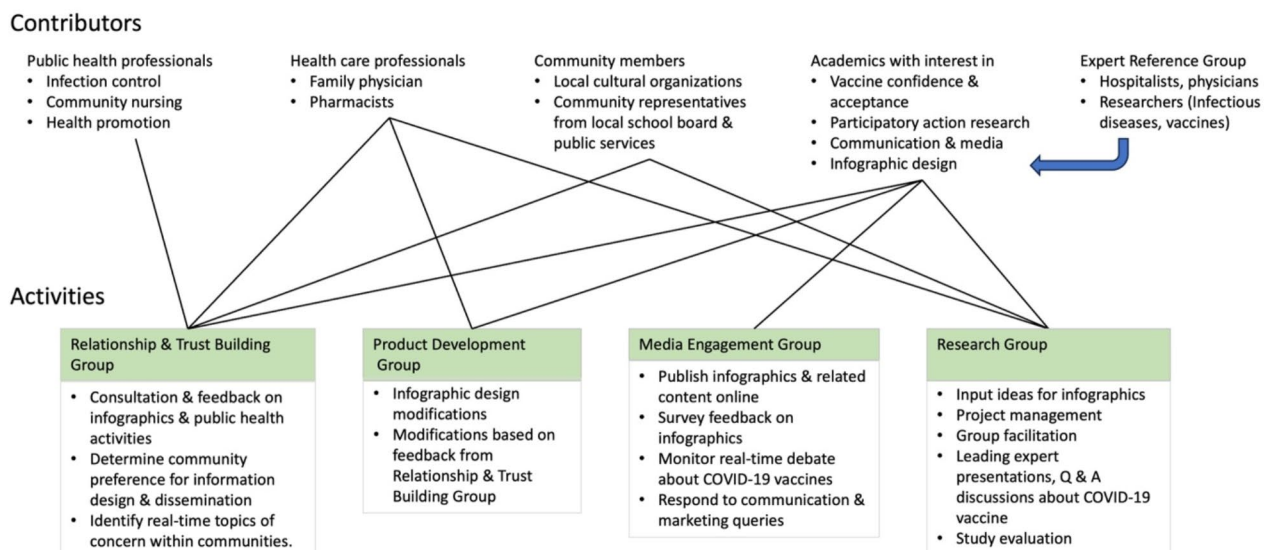 Contributors
Public health professionals
• Infection control
• Community nursing
• Health promotion
Health care professionals
• Family physician
• Pharmacists
Community members
• Local cultural organizations
• Community representatives
from local school board &
public services
Academics with interest in
• Vaccine confidence &
acceptance
• Participatory action research
• Communication & media
• Infographic design
Expert Reference Group
• Hospitalists, physicians
• Researchers (Infectious
diseases, vaccines)
Activities
Relationship & Trust Building
Group
• Consultation & feedback on
infographics & public health
activities
• Determine community
preference for information
design & dissemination
• Identify real-time topics of
concern within communities.
Product Development
Group
• Infographic design
modifications
• Modifications based on
feedback from
Relationship & Trust
Building Group
Media Engagement Group
• Publish infographics & related
content online
• Survey feedback on
infographics
• Monitor real-time debate
about COVID-19 vaccines
• Respond to communication &
marketing queries
Research Group
• Input ideas for infographics
• Project management
• Group facilitation
• Leading expert
presentations, Q & A
discussions about COVID-19
vaccine
• Study evaluation